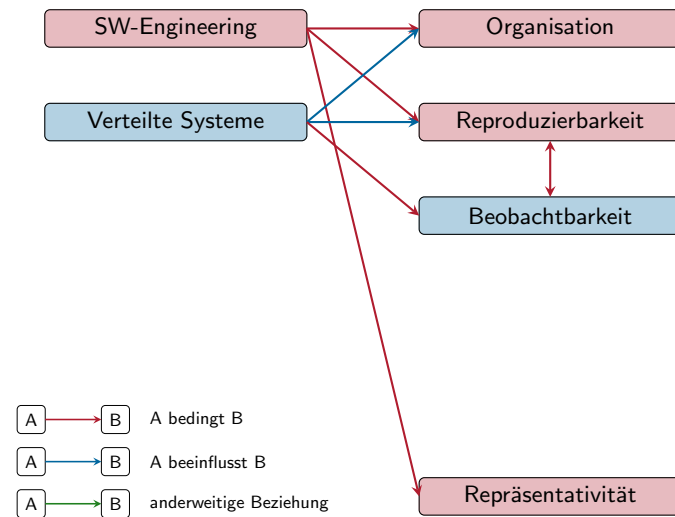 SW-Engineering
Organisation
Verteilte Systeme
Reproduzierbarkeit
Beobachtbarkeit
A B A bedingt B
A B A beeinflusst B
A B anderweitige Beziehung
Repräsentativität